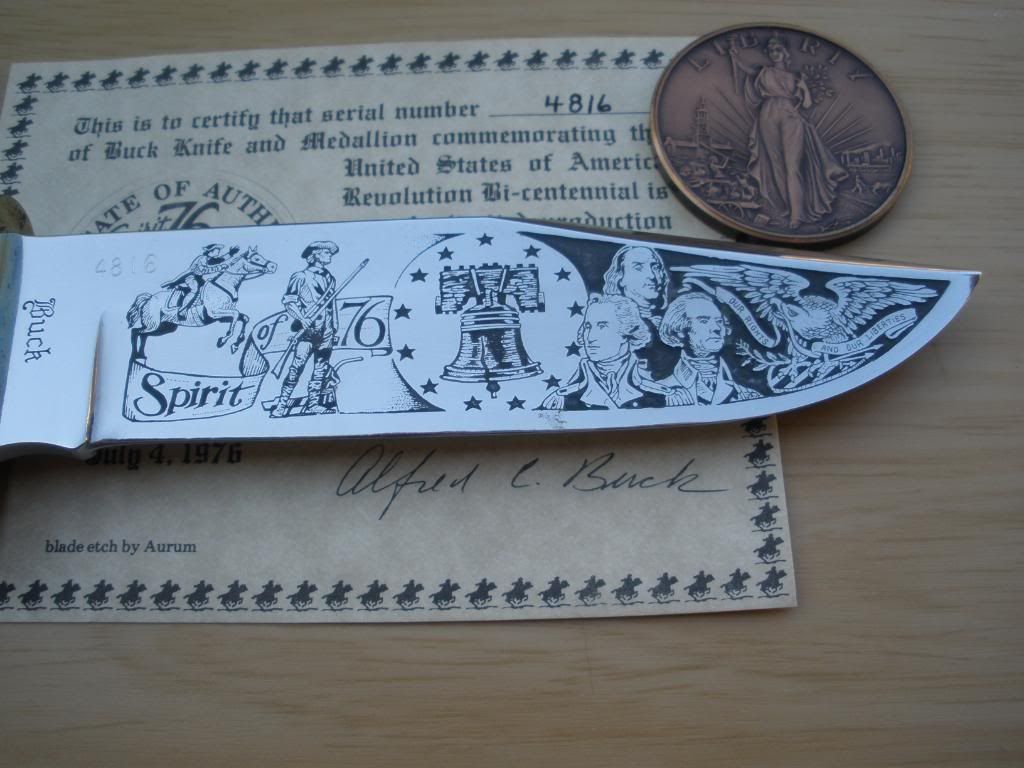 This is to certify that serial number 4816
of Buck Knife and Medallion commemorating
United States of America
Revolution Bi-centennial is
production
July 4, 1976
Alfred C. Buck
blade etch by Aurum
LIBERTY
4816
Buck
Spirit
of
76
OUR RIGHTS
AND OUR LIBERTIES